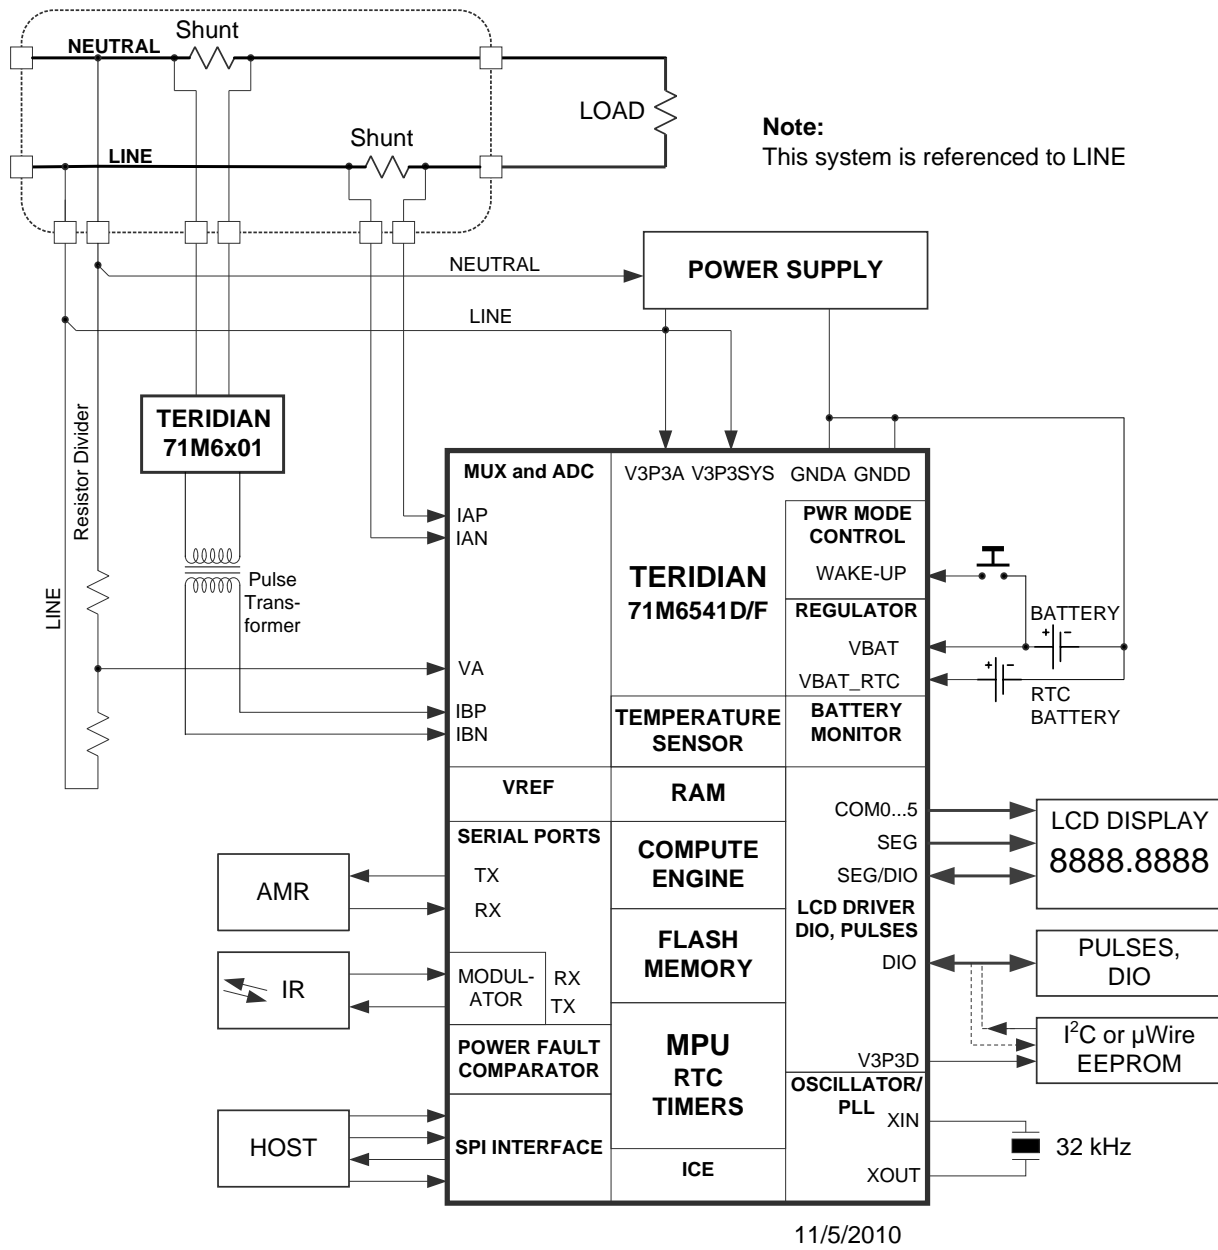 Shunt
NEUTRAL
LOAD
Note:
This system is referenced to LINE
Shunt
LINE
NEUTRAL
POWER SUPPLY
LINE
TERIDIAN
71M6x01
Resistor Divider
LINE
Pulse
Trans-
former
MUX and ADC
V3P3A V3P3SYS GNDA GNDD
IAP
IAN
VA
IBP
IBN
TERIDIAN
71M6541D/F
PWR MODE
CONTROL
WAKE-UP
REGULATOR
VBAT
VBAT_RTC
BATTERY
+ -
+ -
RTC
BATTERY
TEMPERATURE
SENSOR
BATTERY
MONITOR
VREF
RAM
SERIAL PORTS
TX
RX
COMPUTE
ENGINE
COM0...5
SEG
SEG/DIO
LCD DRIVER
DIO, PULSES
DIO
LCD DISPLAY
8888.8888
AMR
FLASH
MEMORY
PULSES,
DIO
IR
MODUL-
ATOR
RX
TX
I2C or µWire
EEPROM
POWER FAULT
COMPARATOR
MPU
RTC
TIMERS
V3P3D
OSCILLATOR/
PLL
XIN
XOUT
32 kHz
HOST
SPI INTERFACE
ICE
11/5/2010